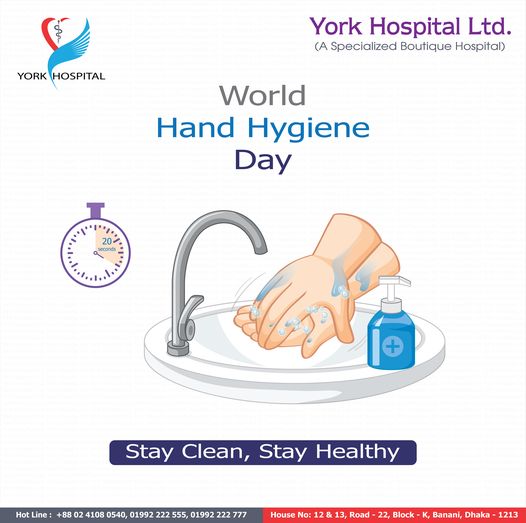 YORK HOSPITAL
York Hospital Ltd.
(A Specialized Boutique Hospital)
World
Hand Hygiene
Day
20
seconds
Stay Clean, Stay Healthy
Hot Line : +88 02 4108 0540, 01992 222 555, 01992 222 777
House No: 12 & 13, Road - 22, Block - K, Banani, Dhaka - 1213